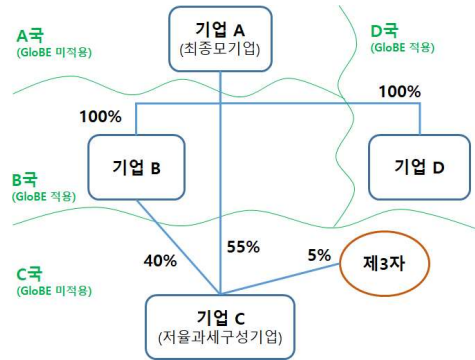 A국
(GloBE 미적용)
기업 A
(최종모기업)
D국
(GloBE 미적용)
100%
100%
기업 B
기업 D
B국
(GloBE 적용)
40%
55%
5%
제3자
C국
(GloBE 미적용)
기업 C
(저율과세구성기업)